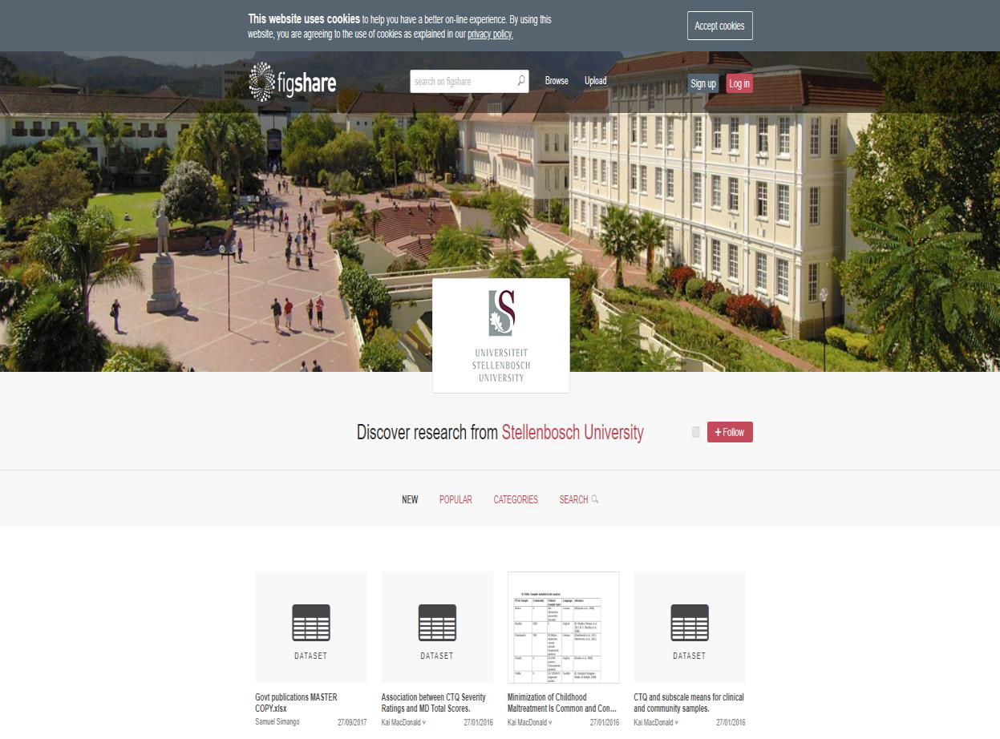 This website uses cookies to help you have a better on-line experience. By using this
website, you are agreeing to the use of cookies as explained in our privacy policy.
Accept cookies
figshare
search on figshare
Browse
Upload
Sign up
Log in
UNIVERSITEIT
STELLENBOSCH
UNIVERSITY
Discover research from Stellenbosch University
+ Follow
NEW
POPULAR
CATEGORIES
SEARCH
DATASET
DATASET
DATASET
Govt publications MASTER
COPY.xlsx
Samuel Simango
27/09/2017
Association between CTQ Severity
Ratings and MD Total Scores.
Kai MacDonald
27/01/2016
Minimization of Childhood
Maltreatment Is Common and Con...
Kai MacDonald
27/01/2016
CTQ and subscale means for clinical
and community samples.
Kai MacDonald
27/01/2016